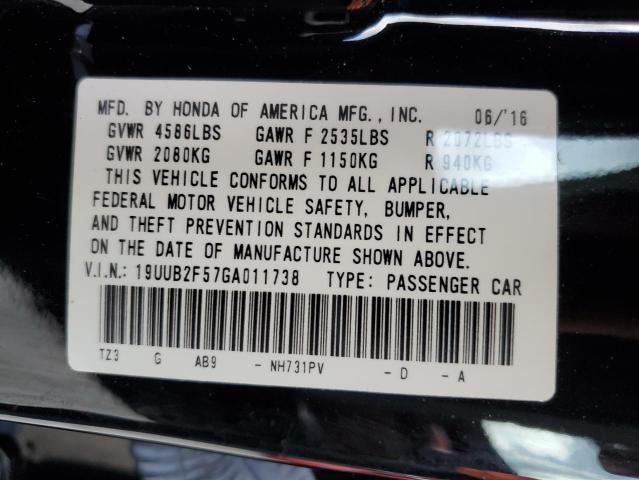 MFD. BY HONDA OF AMERICA MFG., INC. 06/'16
GVWR 4586LBS GAWR F 2535LBS R 2072LBS
GVWR 2080KG GAWR F 1150KG R 940KG
THIS VEHICLE CONFORMS TO ALL APPLICABLE
FEDERAL MOTOR VEHICLE SAFETY, BUMPER,
AND THEFT PREVENTION STANDARDS IN EFFECT
ON THE DATE OF MANUFACTURE SHOWN ABOVE.
V.I.N.: 19UUB2F57GA011738 TYPE: PASSENGER CAR
TZ3 G AB9 - NH731PV - D - A